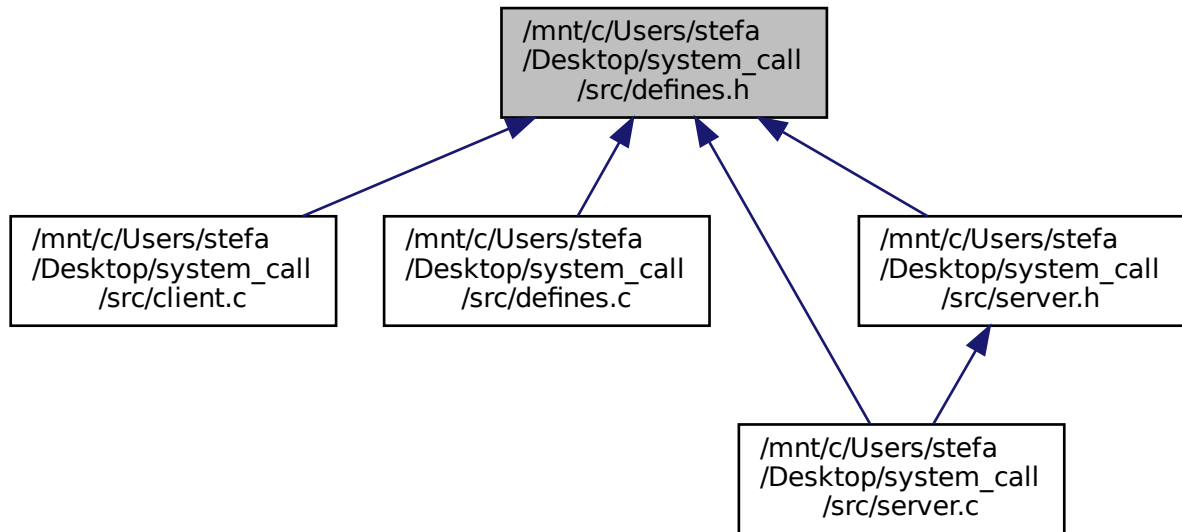 /mnt/c/Users/stefa
/Desktop/system_call
/src/defines.h
/mnt/c/Users/stefa
/Desktop/system_call
/src/client.c
/mnt/c/Users/stefa
/Desktop/system_call
/src/defines.c
/mnt/c/Users/stefa
/Desktop/system_call
/src/server.h
/mnt/c/Users/stefa
/Desktop/system_call
/src/server.c